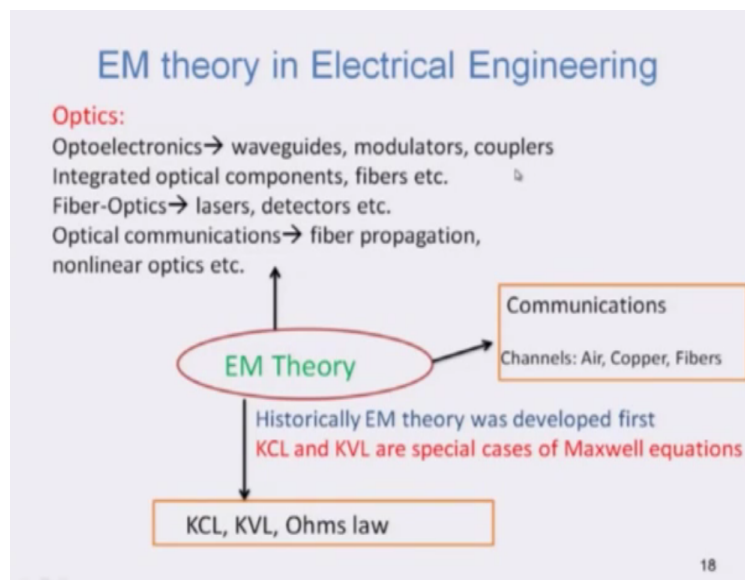 EM theory in Electrical Engineering
Optics:
Optoelectronics→ waveguides, modulators, couplers
Integrated optical components, fibers etc.
Fiber-Optics→ lasers, detectors etc.
Optical communications→ fiber propagation,
nonlinear optics etc.
Communications
Channels: Air, Copper, Fibers
EM Theory
Historically EM theory was developed first
KCL and KVL are special cases of Maxwell equations
KCL, KVL, Ohms law
18